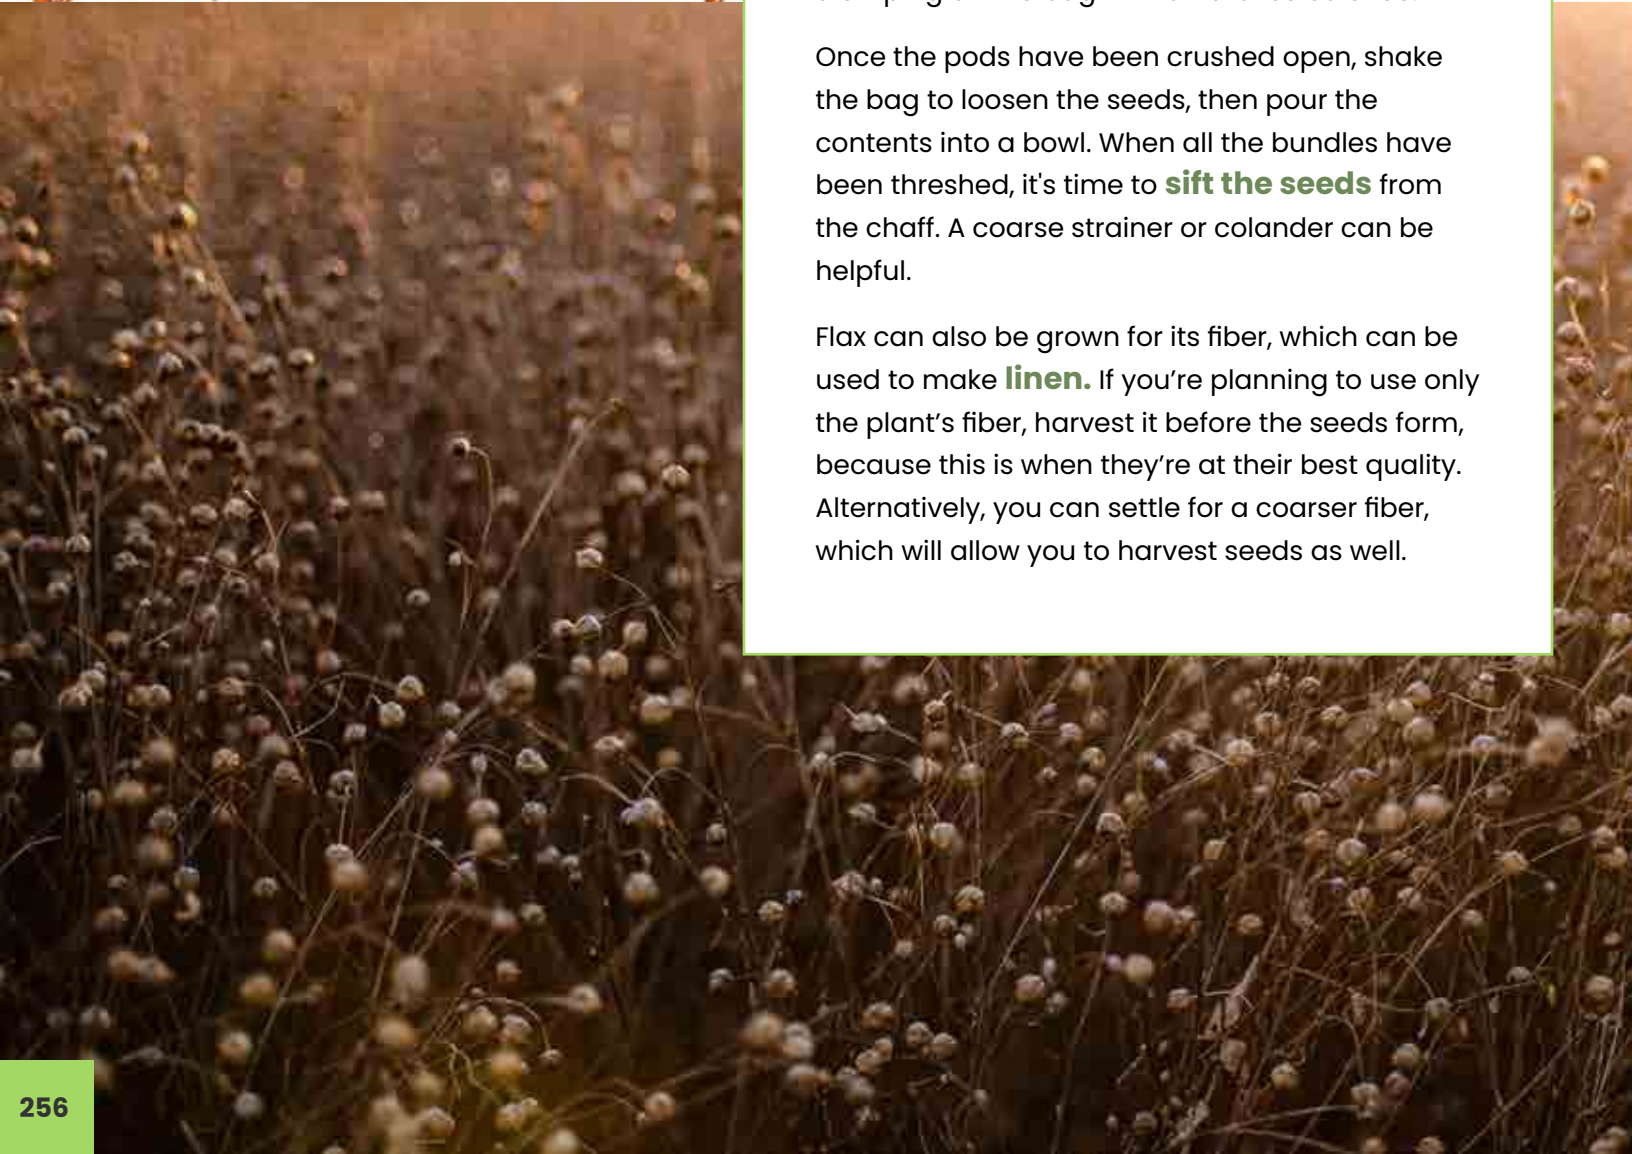 Once the pods have been crushed open, shake
the bag to loosen the seeds, then pour the
contents into a bowl. When all the bundles have
been threshed, it's time to sift the seeds from
the chaff. A coarse strainer or colander can be
helpful.
Flax can also be grown for its fiber, which can be
used to make linen. If you’re planning to use only
the plant’s fiber, harvest it before the seeds form,
because this is when they’re at their best quality.
Alternatively, you can settle for a coarser fiber,
which will allow you to harvest seeds as well.
256